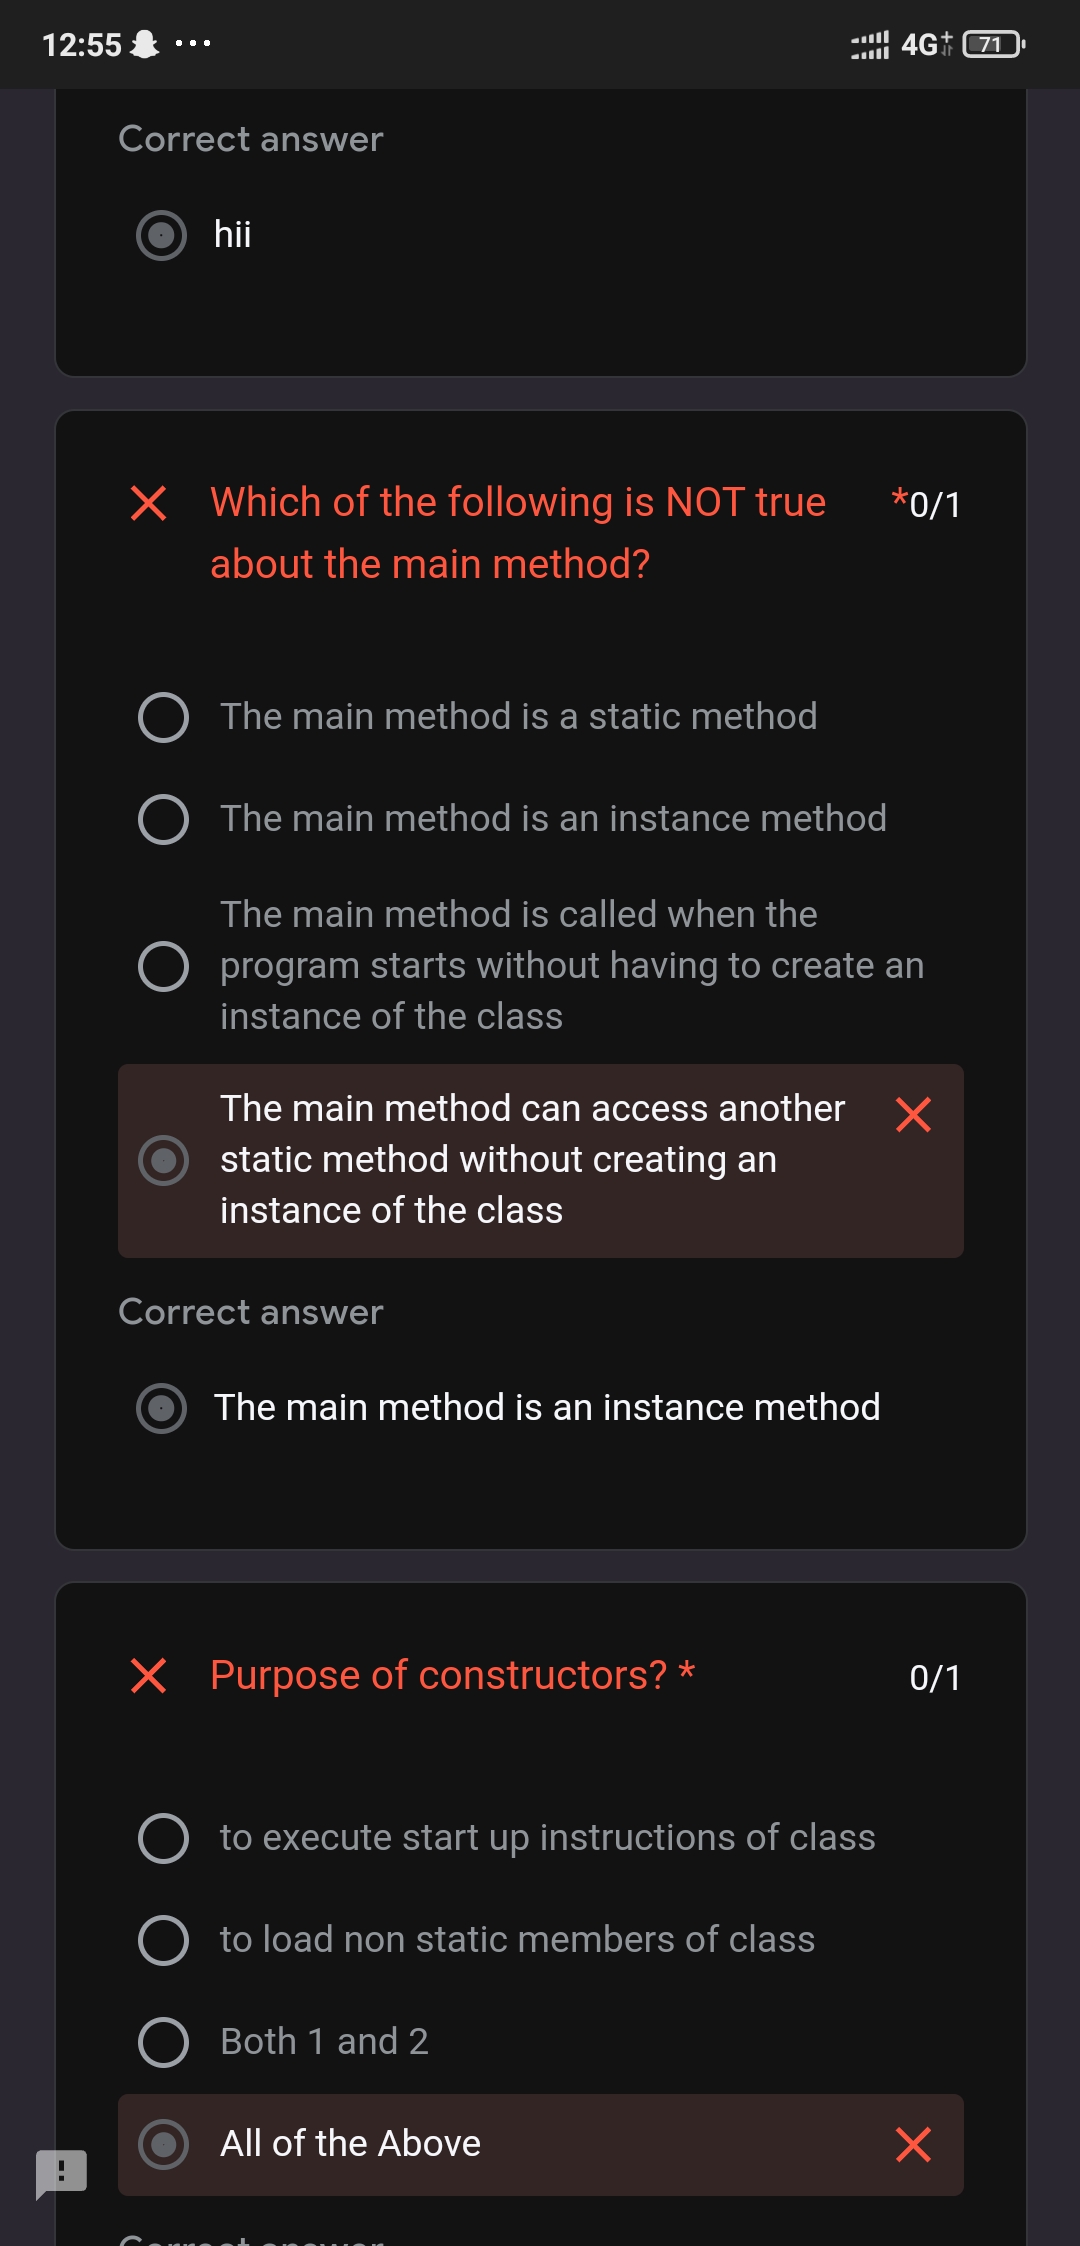 12:55
4G+
71
Correct answer
hii
Which of the following is NOT true
*0/1
about the main method?
The main method is a static method
The main method is an instance method
The main method is called when the
program starts without having to create an
instance of the class
The main method can access another
static method without creating an
instance of the class
Correct answer
The main method is an instance method
Purpose of constructors? *
0/1
to execute start up instructions of class
to load non static members of class
Both 1 and 2
All of the Above
Correct answer